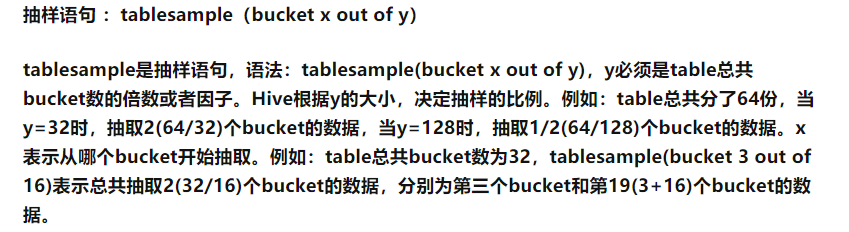 抽样语句 ：tablesample（bucket x out of y）
tablesample是抽样语句，语法：tablesample(bucket x out of y)，y必须是table总共
bucket数的倍数或者因子。Hive根据y的大小，决定抽样的比例。例如：table总共分了64份，当
y=32时，抽取2(64/32)个bucket的数据，当y=128时，抽取1/2(64/128)个bucket的数据。x
表示从哪个bucket开始抽取。例如：table总共bucket数为32，tablesample(bucket 3 out of
16)表示总共抽取2(32/16)个bucket的数据，分别为第三个bucket和第19(3+16)个bucket的数
据。